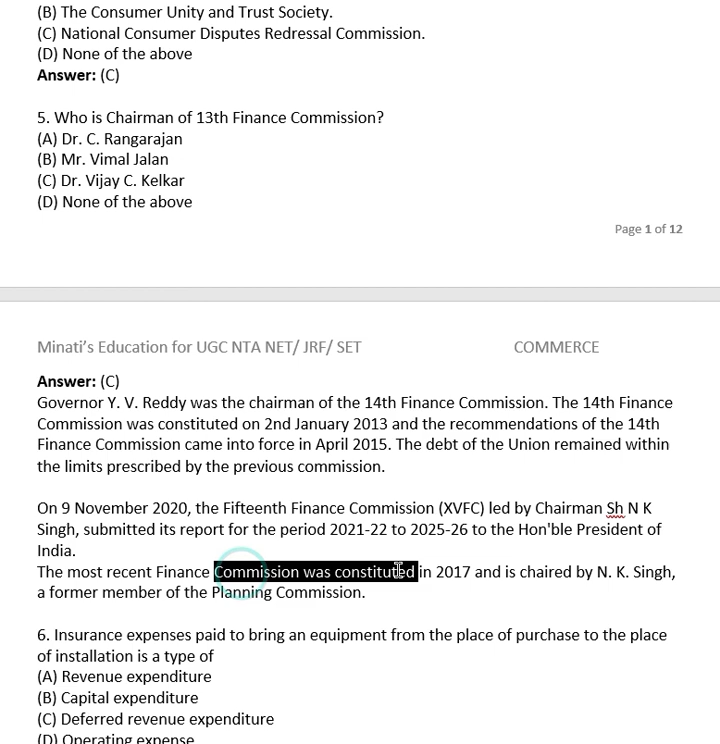 (B) The Consumer Unity and Trust Society.
(C) National Consumer Disputes Redressal Commission.
(D) None of the above
Answer: (C)
5. Who is Chairman of 13th Finance Commission?
(A) Dr. C. Rangarajan
(B) Mr. Vimal Jalan
(C) Dr. Vijay C. Kelkar
(D) None of the above
Page 1 of 12
Minati’s Education for UGC NTA NET/ JRF/ SET COMMERCE
Answer: (C)
Governor Y. V. Reddy was the chairman of the 14th Finance Commission. The 14th Finance
Commission was constituted on 2nd January 2013 and the recommendations of the 14th
Finance Commission came into force in April 2015. The debt of the Union remained within
the limits prescribed by the previous commission.
On 9 November 2020, the Fifteenth Finance Commission (XVFC) led by Chairman Sh N K
Singh, submitted its report for the period 2021-22 to 2025-26 to the Hon'ble President of
India.
The most recent Finance Commission was constituted in 2017 and is chaired by N. K. Singh,
a former member of the Planning Commission.
6. Insurance expenses paid to bring an equipment from the place of purchase to the place
of installation is a type of
(A) Revenue expenditure
(B) Capital expenditure
(C) Deferred revenue expenditure
(D) Operating expense